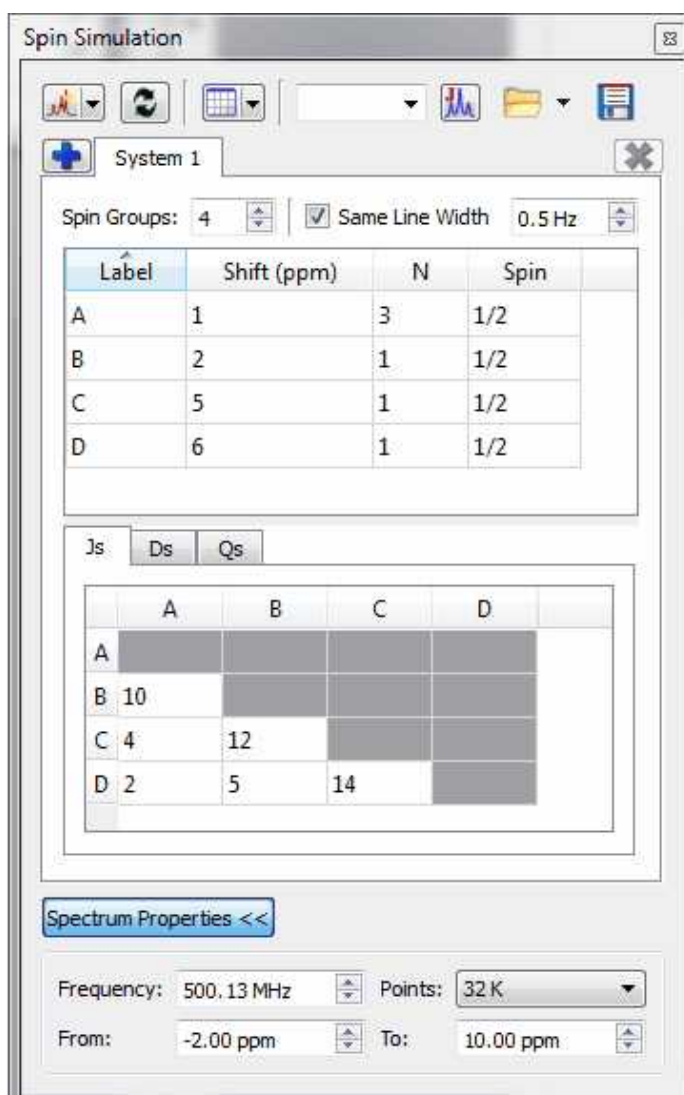 Spin Simulation
System 1
Spin Groups: 4 Same Line Width 0.5 Hz
Label Shift (ppm) N Spin
A 1 3 1/2
B 2 1 1/2
C 5 1 1/2
D 6 1 1/2
Js Ds Qs
A B C D
A
B 10
C 4 12
D 2 5 14
Spectrum Properties <<
Frequency: 500.13 MHz Points: 32 K
From: -2.00 ppm To: 10.00 ppm